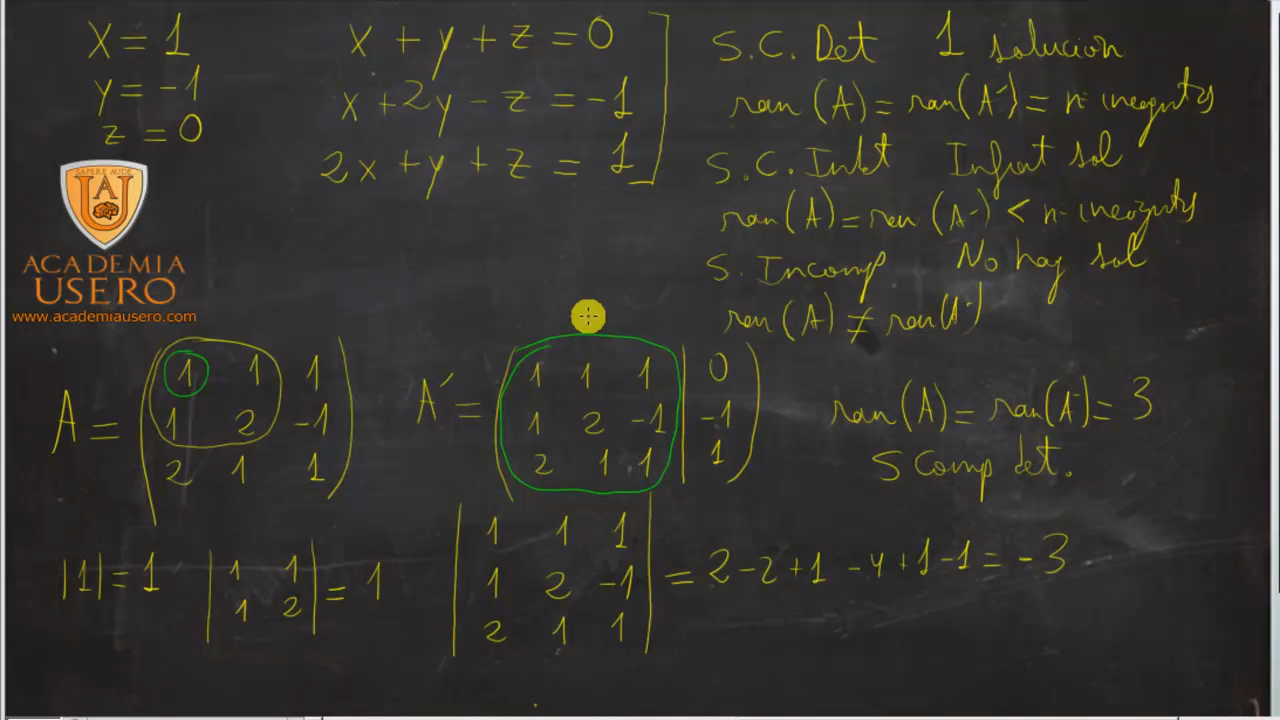 x = 1
y = -1
z = 0
x + y + z = 0
x + 2y - z = -1
2x + y + z = 1
S.C. Det 1 solucion
ran (A) = ran(A') = nº incognitas
S.C. Indet Infinit sol
ran(A) = ran (A') < nº incognitas
S. Incomp No hay sol
ran (A) ≠ ran(A')
SAPERE AUDE
UA
ACADEMIA
USERO
www.academiausero.com
A = ( 1 1 1
1 2 -1
2 1 1 )
A' = ( 1 1 1 | 0
1 2 -1 | -1
2 1 1 | 1 )
ran(A) = ran(A') = 3
S Comp det.
|1| = 1
| 1 1
1 2 | = 1
| 1 1 1
1 2 -1
2 1 1 | = 2-2+1-4+1-1 = -3